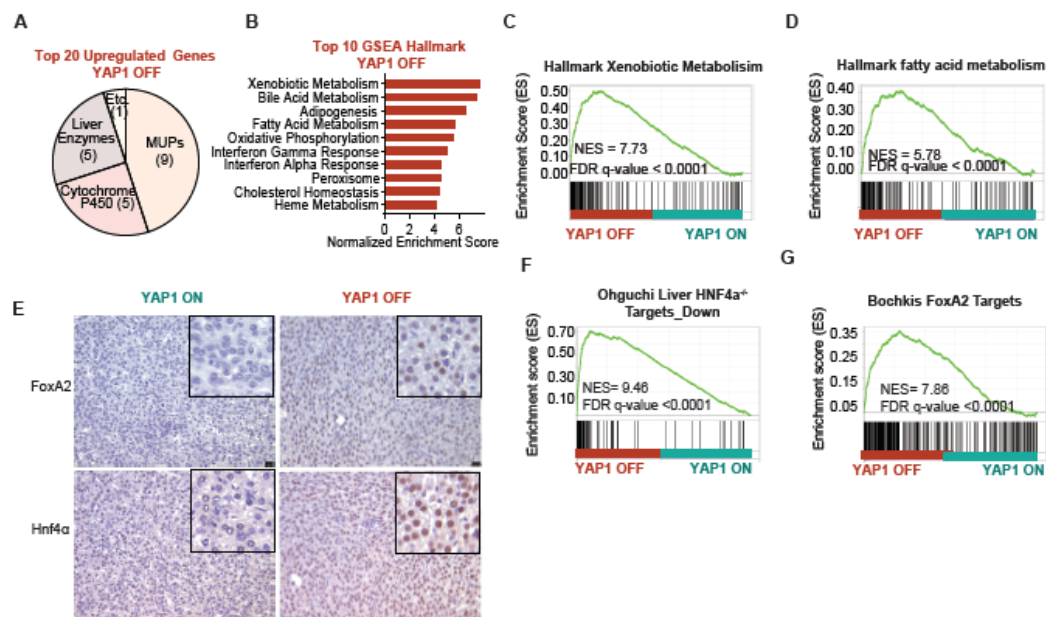 A
Top 20 Upregulated Genes
YAP1 OFF
Etc.
(1)
Liver
Enzymes
(5)
MUPs
(9)
Cytochrome
P450 (5)
B
Top 10 GSEA Hallmark
YAP1 OFF
Xenobiotic Metabolism
Bile Acid Metabolism
Adipogenesis
Fatty Acid Metabolism
Oxidative Phosphorylation
Interferon Gamma Response
Interferon Alpha Response
Peroxisome
Cholesterol Homeostasis
Heme Metabolism
0 2 4 6
Normalized Enrichment Score
C
Hallmark Xenobiotic Metabolisim
Enrichment Score (ES)
0.50
0.40
0.30
0.20
0.10
0.00
NES = 7.73
FDR q-value < 0.0001
YAP1 OFF YAP1 ON
D
Hallmark fatty acid metabolism
Enrichment Score (ES)
0.40
0.30
0.20
0.10
0.00
NES = 5.78
FDR q-value < 0.0001
YAP1 OFF YAP1 ON
E
YAP1 ON YAP1 OFF
FoxA2
Hnf4α
F
Ohguchi Liver HNF4a-/-
Targets_Down
Enrichment score (ES)
0.70
0.50
0.30
0.10
NES= 9.46
FDR q-value <0.0001
YAP1 OFF YAP1 ON
G
Bochkis FoxA2 Targets
Enrichment score (ES)
0.35
0.25
0.15
0.05
NES= 7.86
FDR q-value <0.0001
YAP1 OFF YAP1 ON